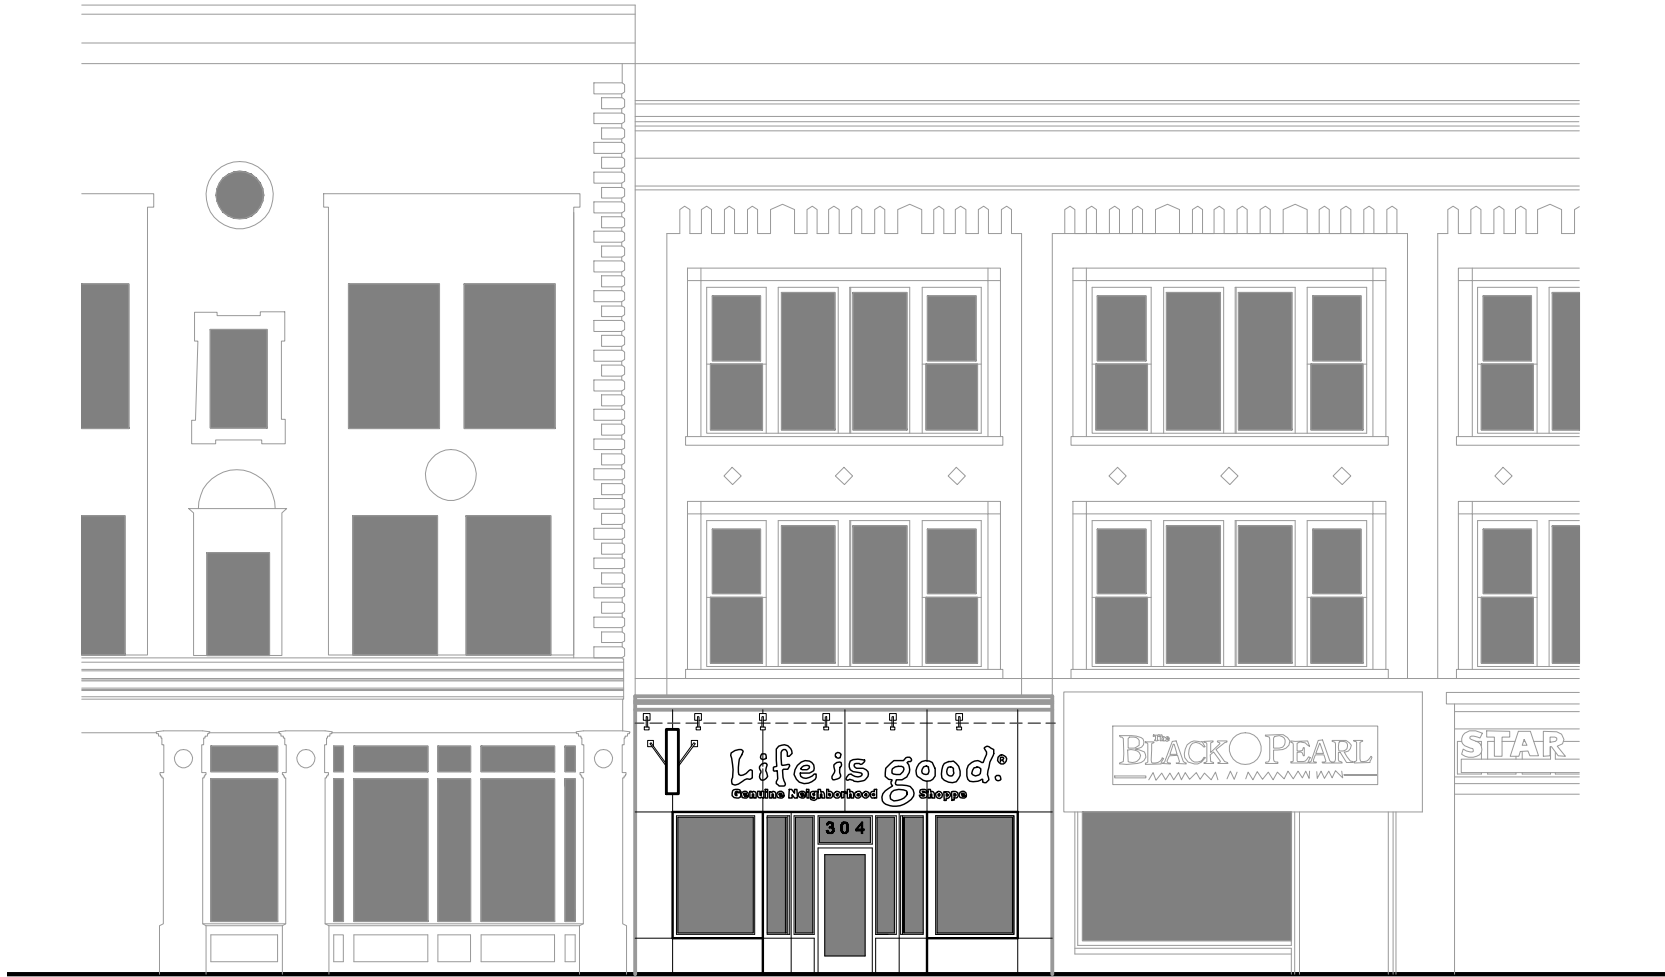 Life is good.®
Genuine Neighborhood Shoppe
304
The
BLACK PEARL
STAR